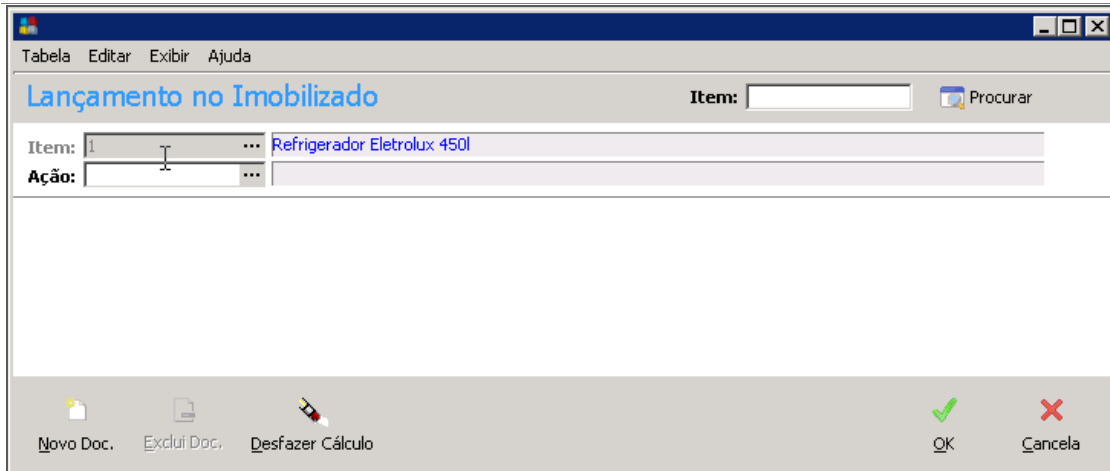 Tabela Editar Exibir Ajuda
Lançamento no Imobilizado Item: Procurar
Item: 1 ... Refrigerador Eletrolux 450l
Ação: ...
Novo Doc. Exclui Doc. Desfazer Cálculo OK Cancela